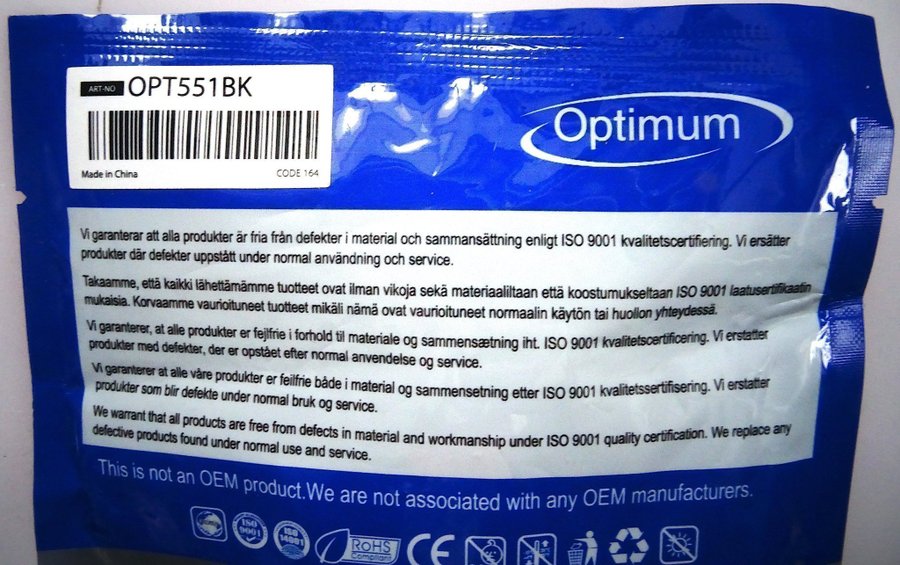 ART-NO OPT551BK
Made in China CODE 164
Optimum
Vi garanterar att alla produkter är fria från defekter i material och sammansättning enligt ISO 9001 kvalitetscertifiering. Vi ersätter
produkter där defekter uppstått under normal användning och service.
Takaamme, että kaikki lähettämämme tuotteet ovat ilman vikoja sekä materiaaliltaan että koostumukseltaan ISO 9001 laatusertifikaatin
mukaisia. Korvaamme vaurioituneet tuotteet mikäli nämä ovat vaurioituneet normaalin käytön tai huollon yhteydessä.
Vi garanterer, at alle produkter er fejlfrie i forhold til materiale og sammensætning iht. ISO 9001 kvalitetscertificering. Vi erstatter
produkter med defekter, der er opstået efter normal anvendelse og service.
Vi garanterer at alle våre produkter er feilfrie både i material og sammensetning etter ISO 9001 kvalitetssertifisering. Vi erstatter
produkter som blir defekte under normal bruk og service.
We warrant that all products are free from defects in material and workmanship under ISO 9001 quality certification. We replace any
defective products found under normal use and service.
This is not an OEM product.We are not associated with any OEM manufacturers.
ISO 9001
ISO 14001
RoHS
Compliant
CE